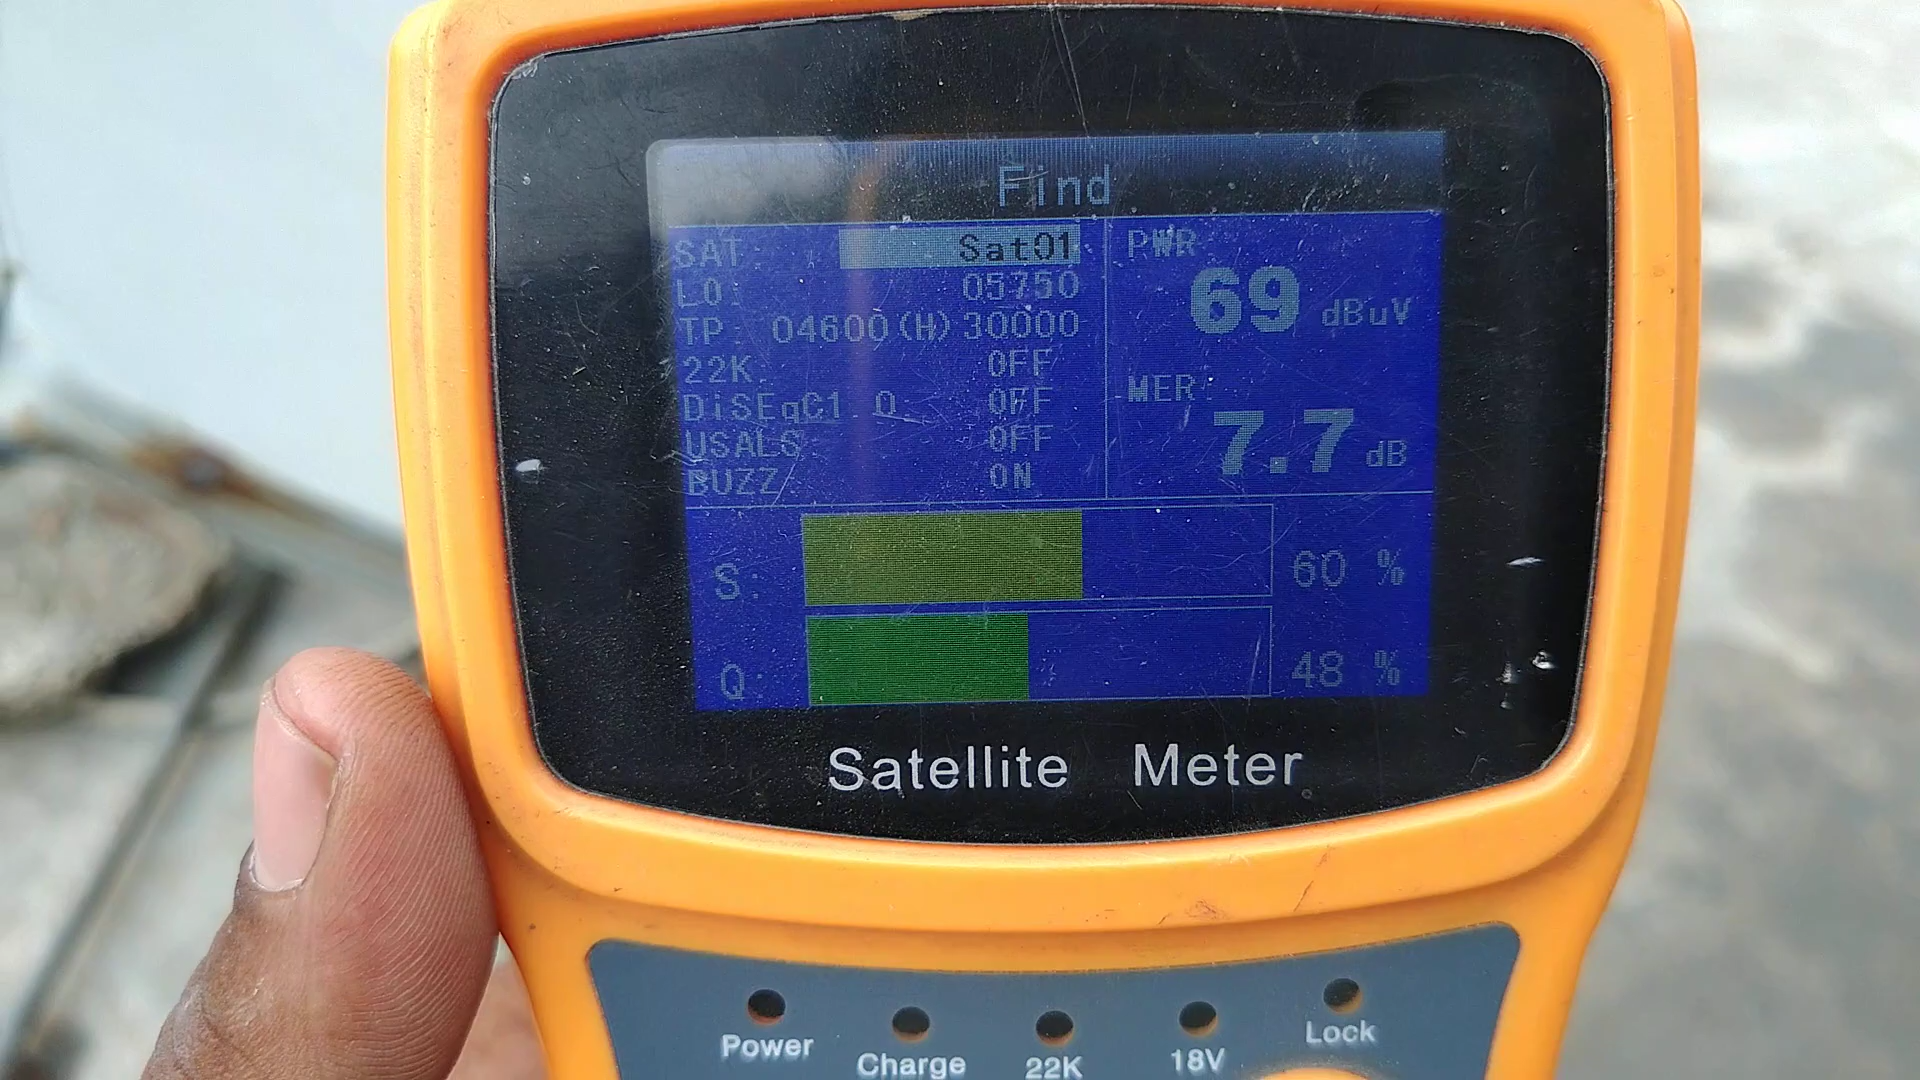 Find
SAT: Sat01
LO: 05750
TP: 04600(H)30000
22K: OFF
DiSEqC1.0 OFF
USALS: OFF
BUZZ: ON
PWR:
69 dBuV
MER:
7.7 dB
S: 60 %
Q: 48 %
Satellite Meter
Power
Charge
22K
18V
Lock